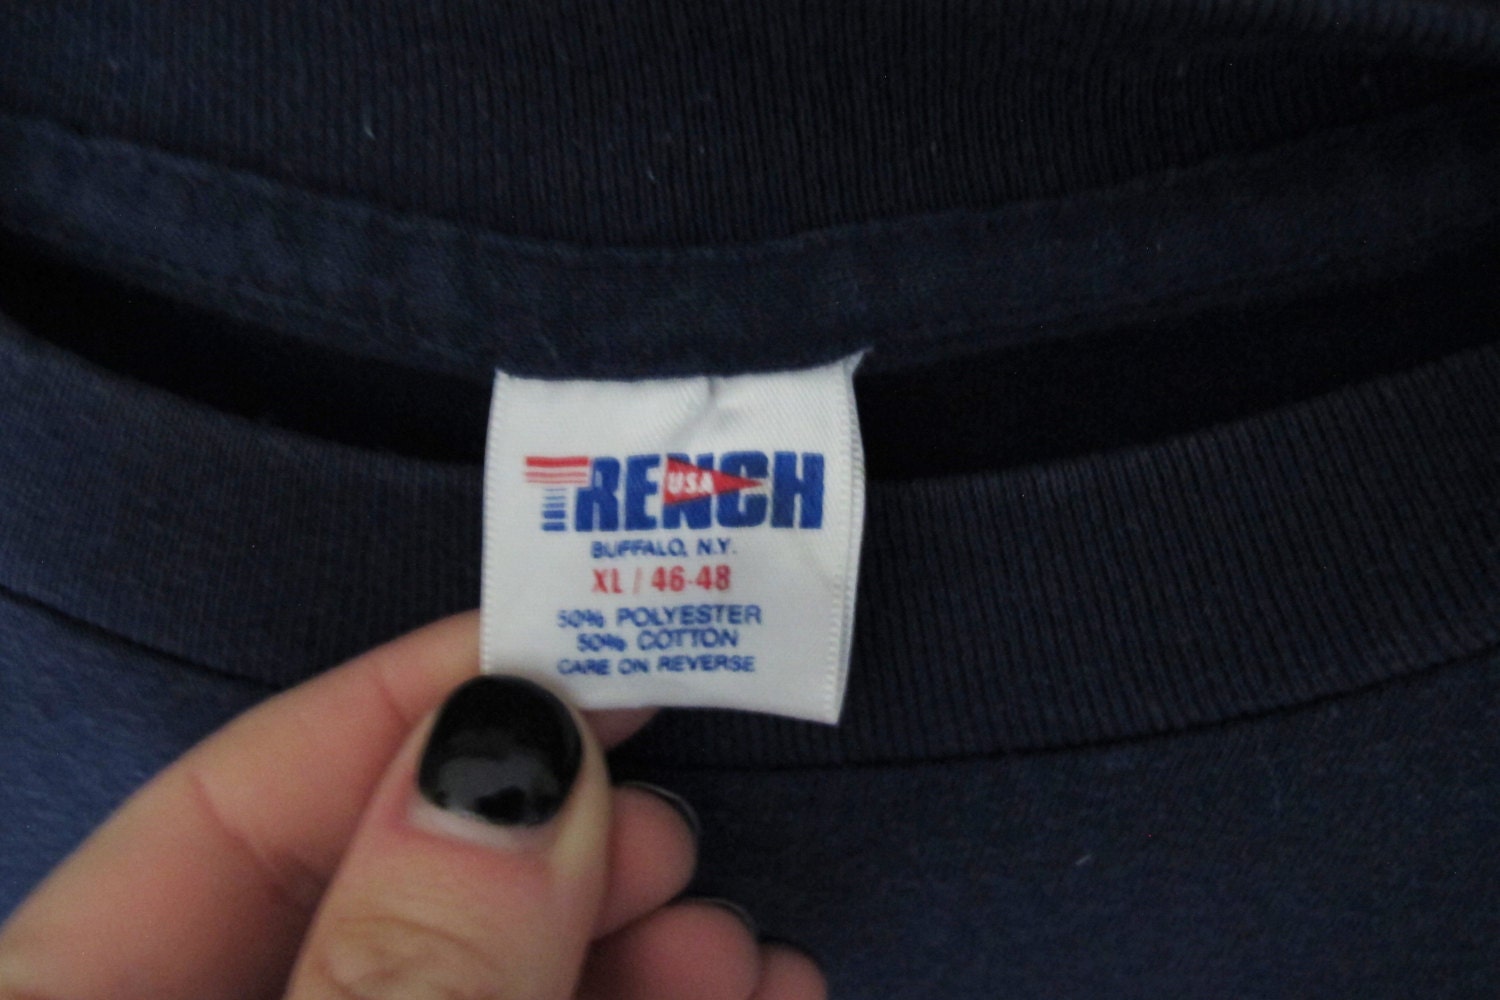 TRENCH
USA
BUFFALO, N.Y.
XL / 46-48
50% POLYESTER
50% COTTON
CARE ON REVERSE